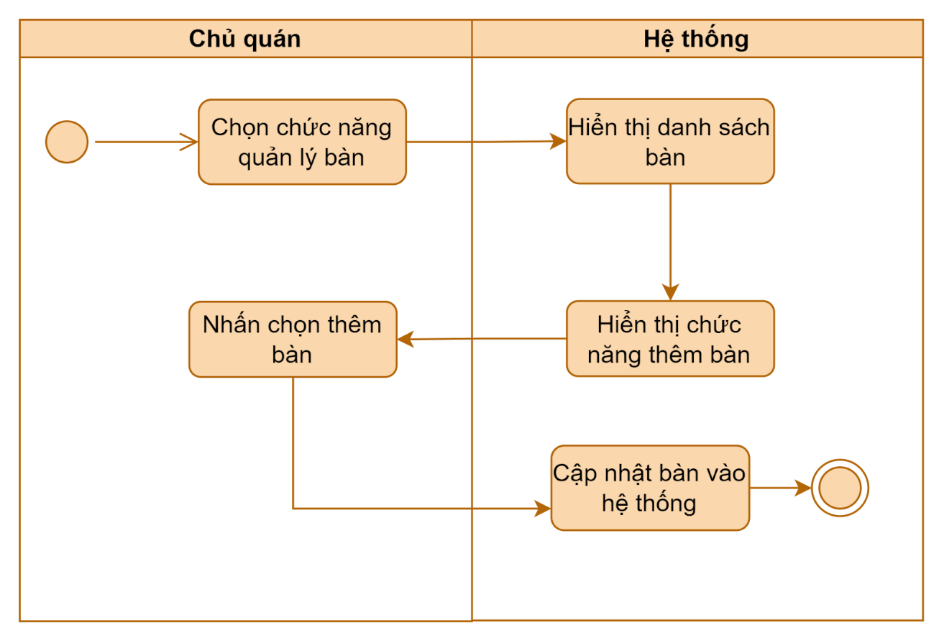 Chủ quán
Hệ thống
Chọn chức năng
quản lý bàn
Hiển thị danh sách
bàn
Hiển thị chức
năng thêm bàn
Nhấn chọn thêm
bàn
Cập nhật bàn vào
hệ thống